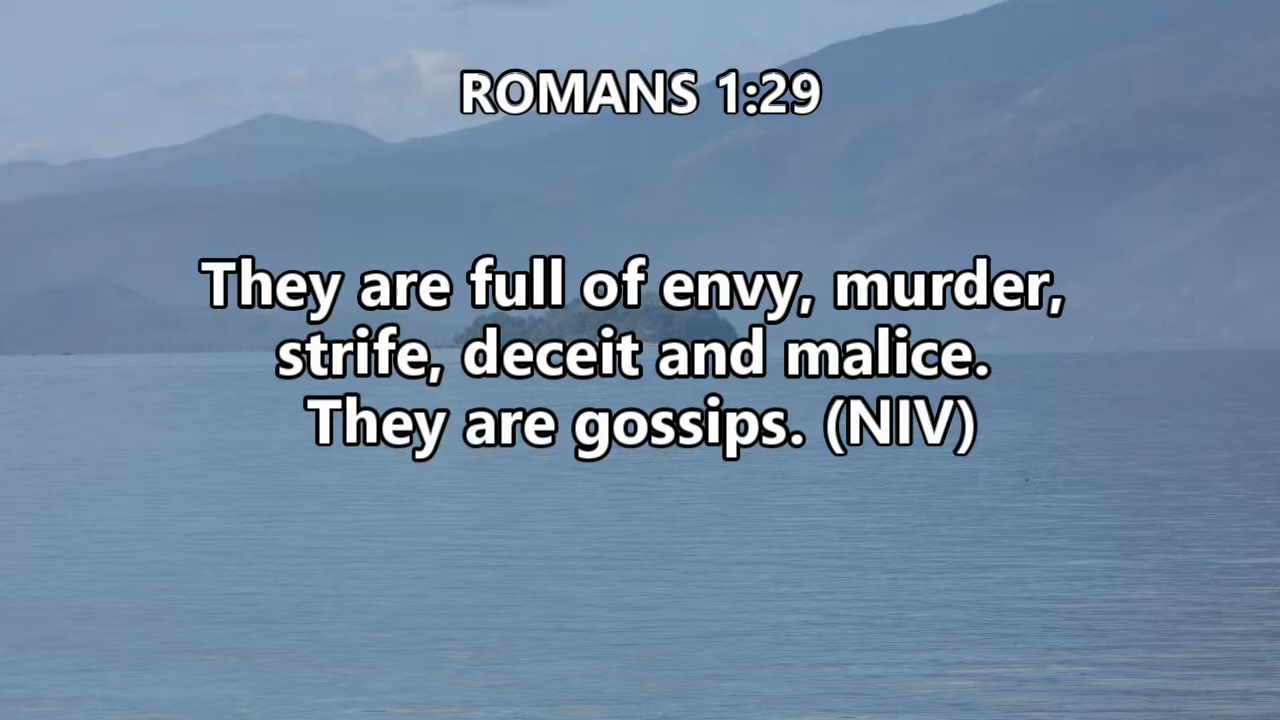 ROMANS 1:29
They are full of envy, murder,
strife, deceit and malice.
They are gossips. (NIV)